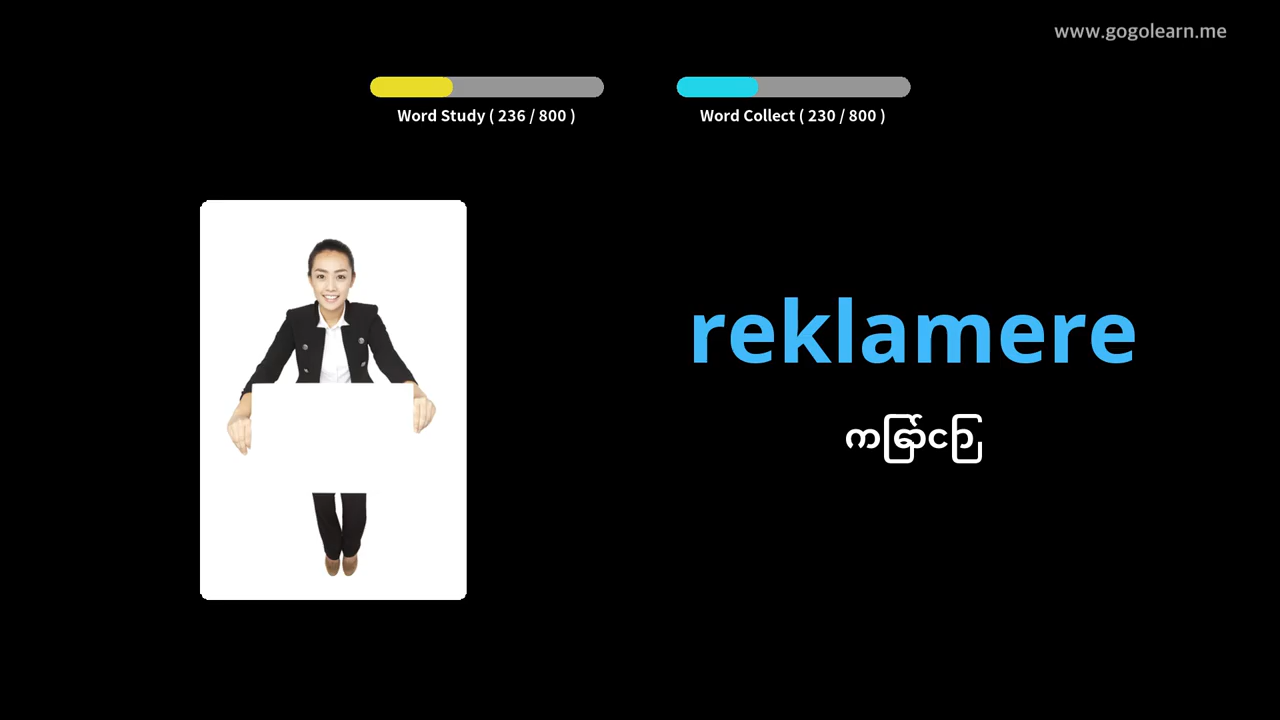 www.gogolearn.me
Word Study ( 236 / 800 )
Word Collect ( 230 / 800 )
reklamere
ကြော်ငြာ